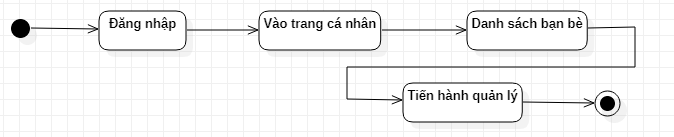 Đăng nhập
Vào trang cá nhân
Danh sách bạn bè
Tiến hành quản lý